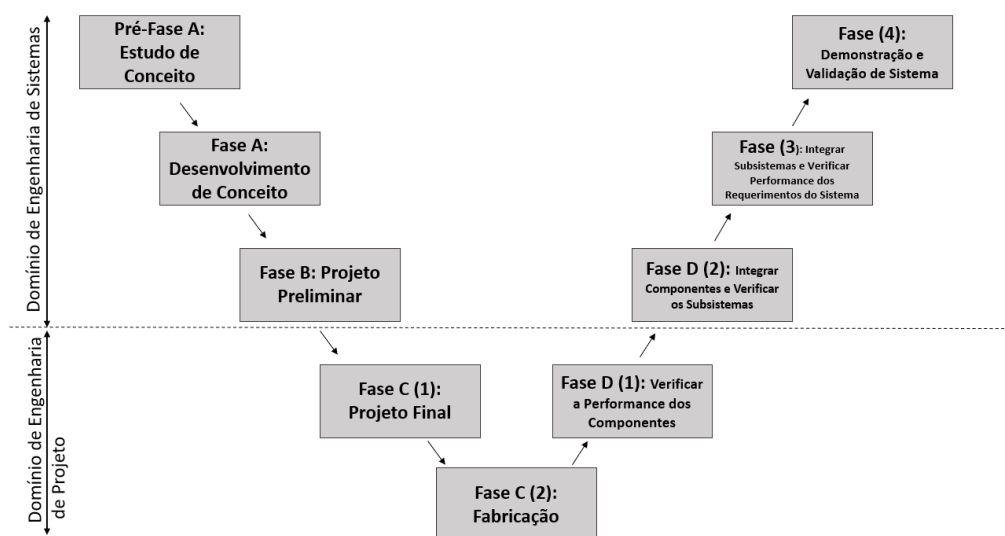 Domínio de Engenharia de Sistemas
Pré-Fase A:
Estudo de
Conceito
Fase A:
Desenvolvimento
de Conceito
Fase B: Projeto
Preliminar
Fase (4):
Demonstração e
Validação de Sistema
Fase (3): Integrar
Subsistemas e Verificar
Performance dos
Requerimentos do Sistema
Fase D (2): Integrar
Componentes e Verificar
os Subsistemas
Domínio de Engenharia
de Projeto
Fase C (1):
Projeto Final
Fase C (2):
Fabricação
Fase D (1): Verificar
a Performance dos
Componentes